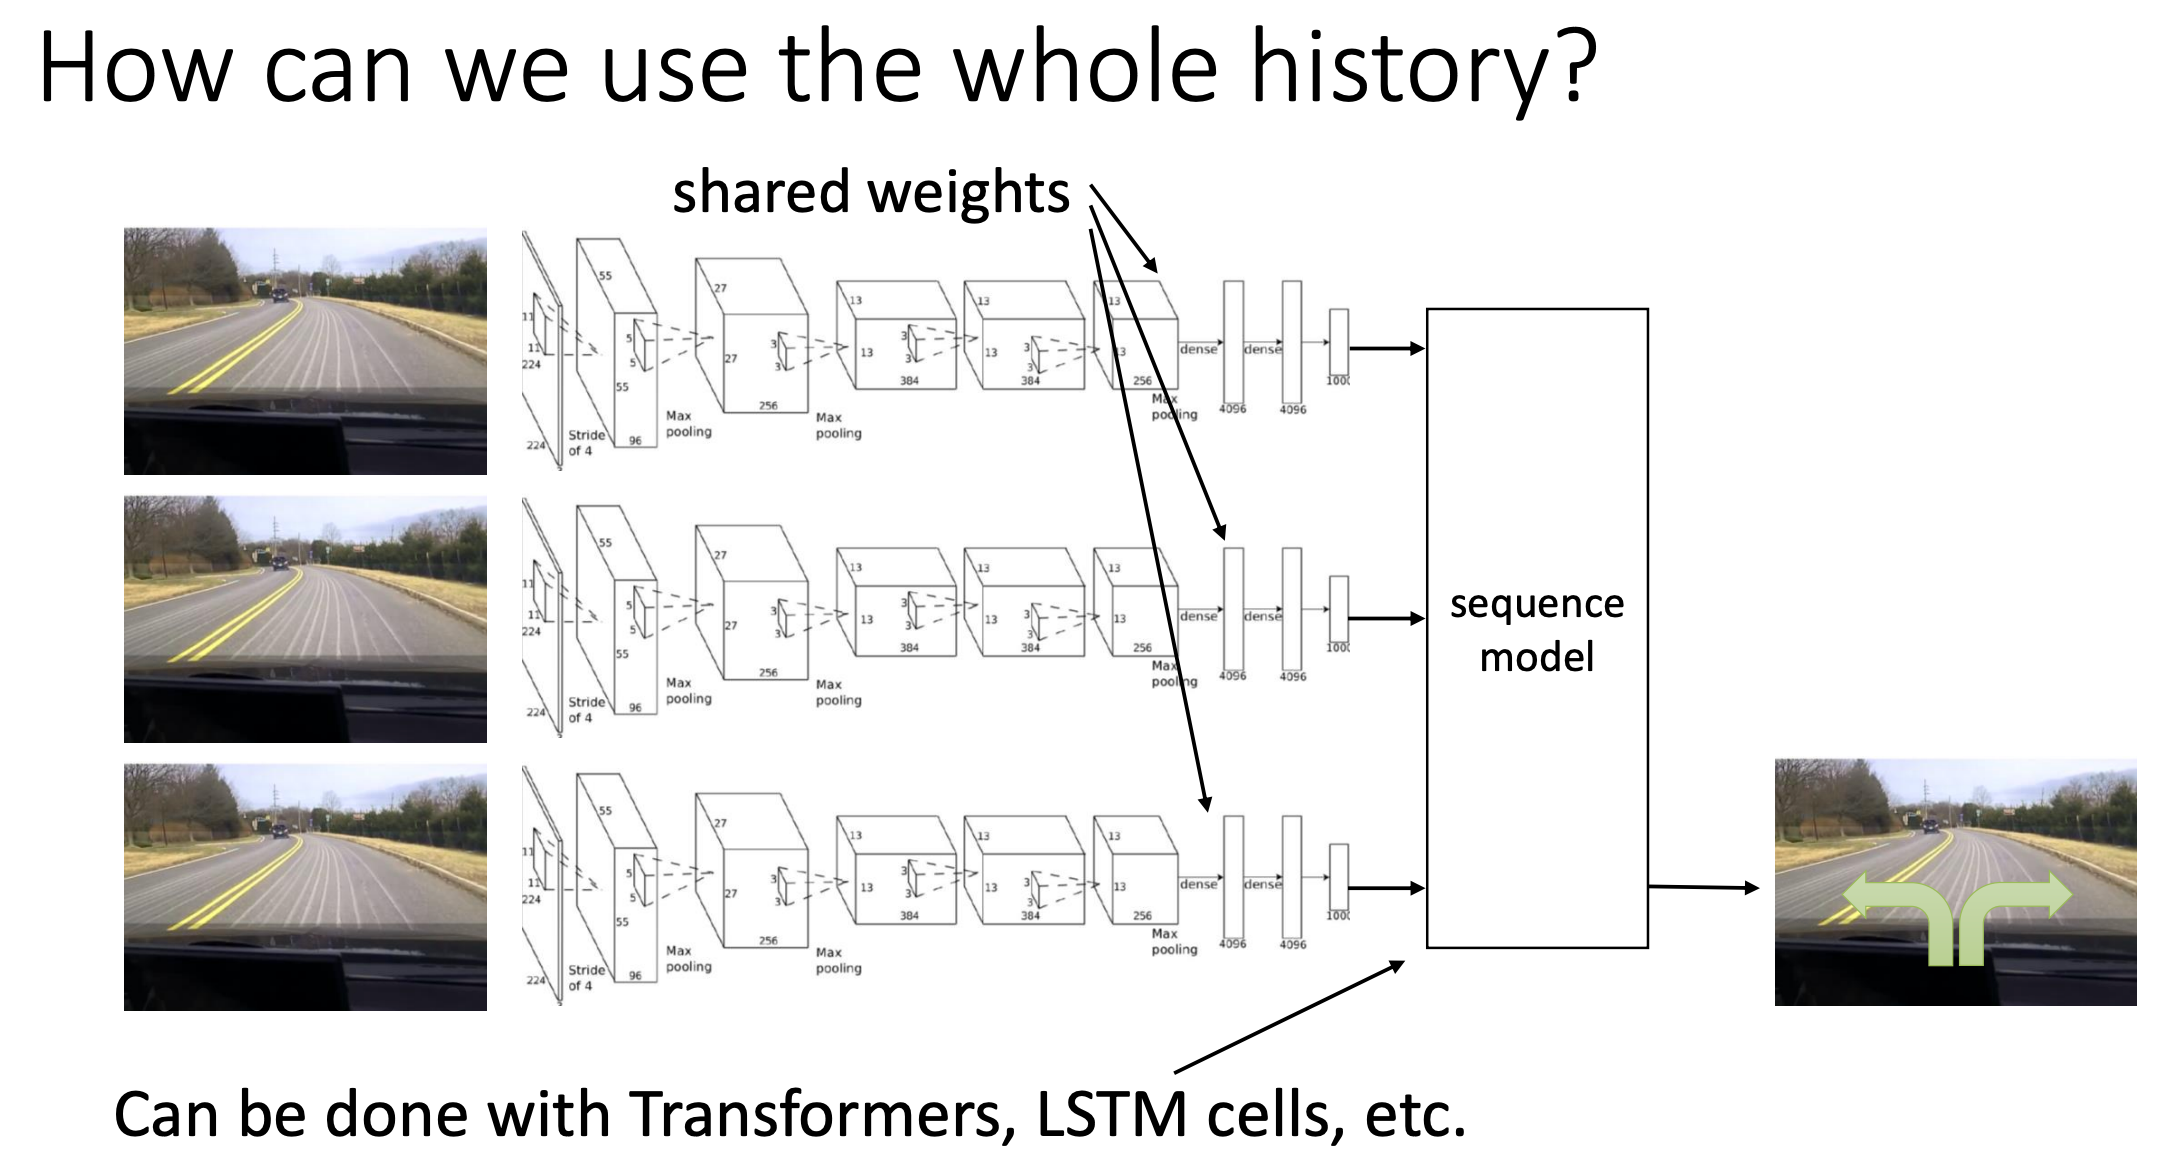 How can we use the whole history?
shared weights
55
27
11
11
224
5
5
55
27
3
3
13
13
13
3
3
13
3
3
13
13
dense
dense
384
384
256
1000
256
Max
pooling
4096
4096
Max
pooling
Max
pooling
Stride
of 4
96
224
3
55
27
11
11
224
5
5
55
27
3
3
13
13
13
3
3
13
3
3
13
13
dense
dense
384
384
256
1000
256
Max
pooling
4096
4096
Max
pooling
Max
pooling
Stride
of 4
96
224
3
sequence
model
55
27
11
11
224
5
5
55
27
3
3
13
13
13
3
3
13
3
3
13
13
dense
dense
384
384
256
1000
256
Max
pooling
4096
4096
Max
pooling
Max
pooling
Stride
of 4
96
224
3
Can be done with Transformers, LSTM cells, etc.